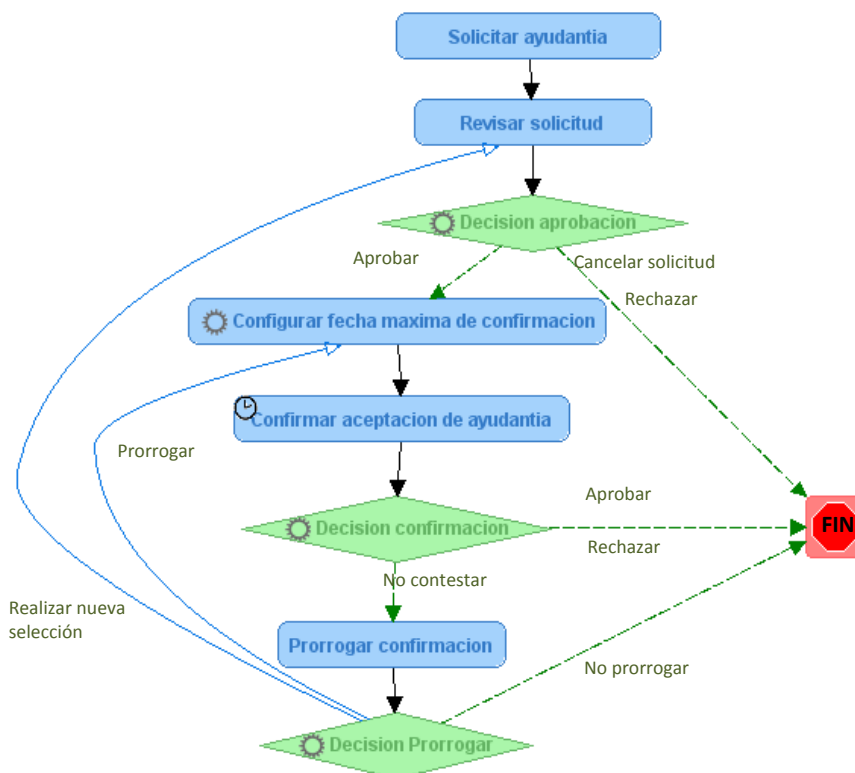 Solicitar ayudantia
Revisar solicitud
Decision aprobacion
Aprobar
Cancelar solicitud
Rechazar
Configurar fecha maxima de confirmacion
Confirmar aceptacion de ayudantia
Prorrogar
Aprobar
Decision confirmacion
FIN
Rechazar
No contestar
Realizar nueva
selección
Prorrogar confirmacion
No prorrogar
Decision Prorrogar